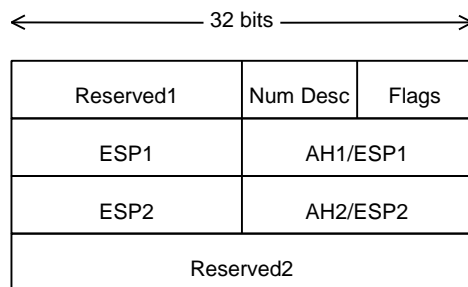 32 bits
Reserved1 Num Desc Flags
ESP1 AH1/ESP1
ESP2 AH2/ESP2
Reserved2